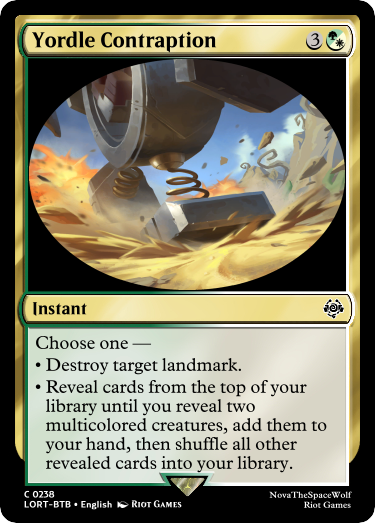 Yordle Contraption 3
Instant
Choose one —
• Destroy target landmark.
• Reveal cards from the top of your
library until you reveal two
multicolored creatures, add them to
your hand, then shuffle all other
revealed cards into your library.
C 0238
LORT-BTB • English RIOT GAMES
NovaTheSpaceWolf
Riot Games